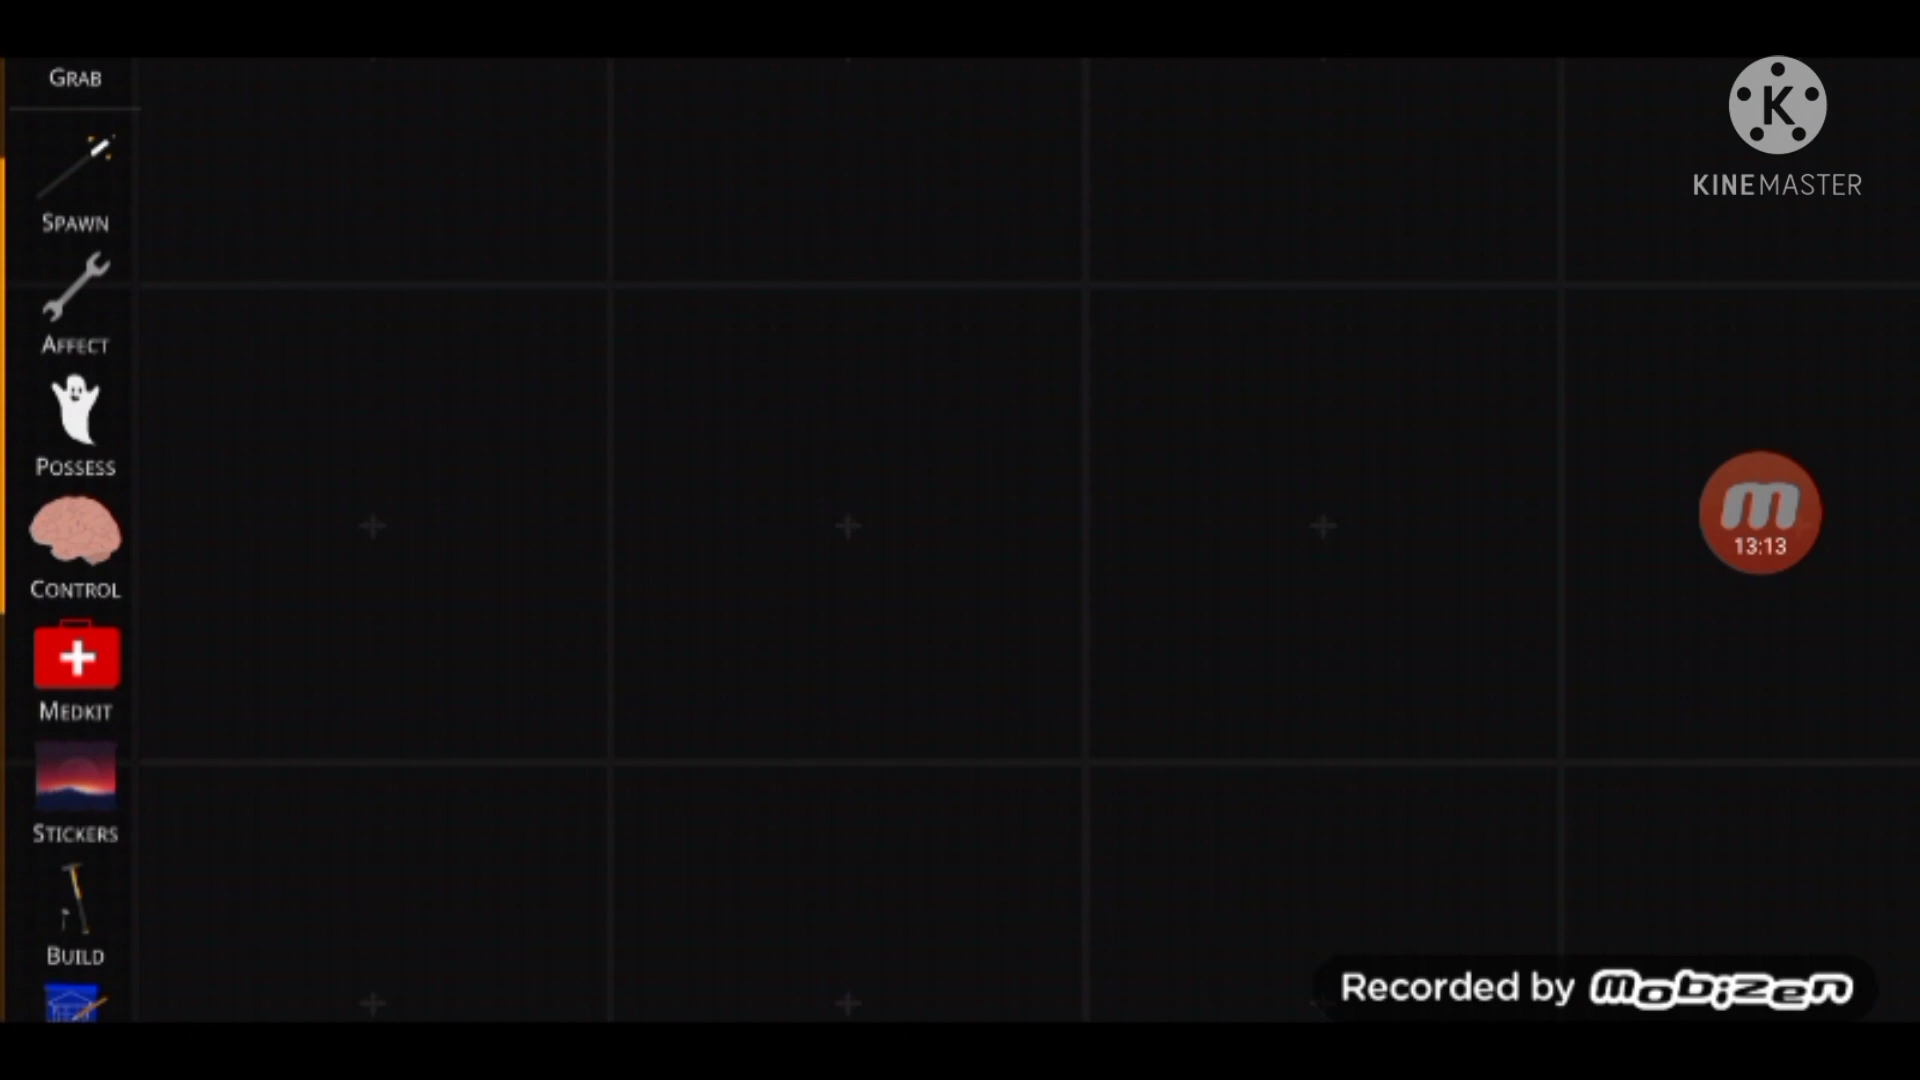 GRAB
SPAWN
AFFECT
POSSESS
CONTROL
MEDKIT
STICKERS
BUILD
K
KINEMASTER
m
13:13
Recorded by mobizen